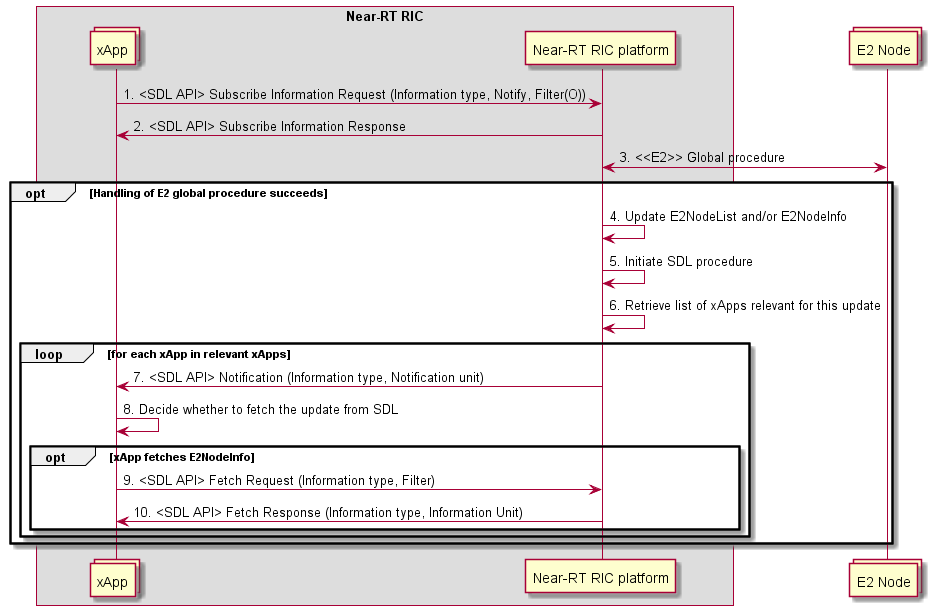 Near-RT RIC
xApp
Near-RT RIC platform
E2 Node
1. <SDL API> Subscribe Information Request (Information type, Notify, Filter(O))
2. <SDL API> Subscribe Information Response
3. <<E2>> Global procedure
opt [Handling of E2 global procedure succeeds]
4. Update E2NodeList and/or E2NodeInfo
5. Initiate SDL procedure
6. Retrieve list of xApps relevant for this update
loop [for each xApp in relevant xApps]
7. <SDL API> Notification (Information type, Notification unit)
8. Decide whether to fetch the update from SDL
opt [xApp fetches E2NodeInfo]
9. <SDL API> Fetch Request (Information type, Filter)
10. <SDL API> Fetch Response (Information type, Information Unit)
xApp
Near-RT RIC platform
E2 Node